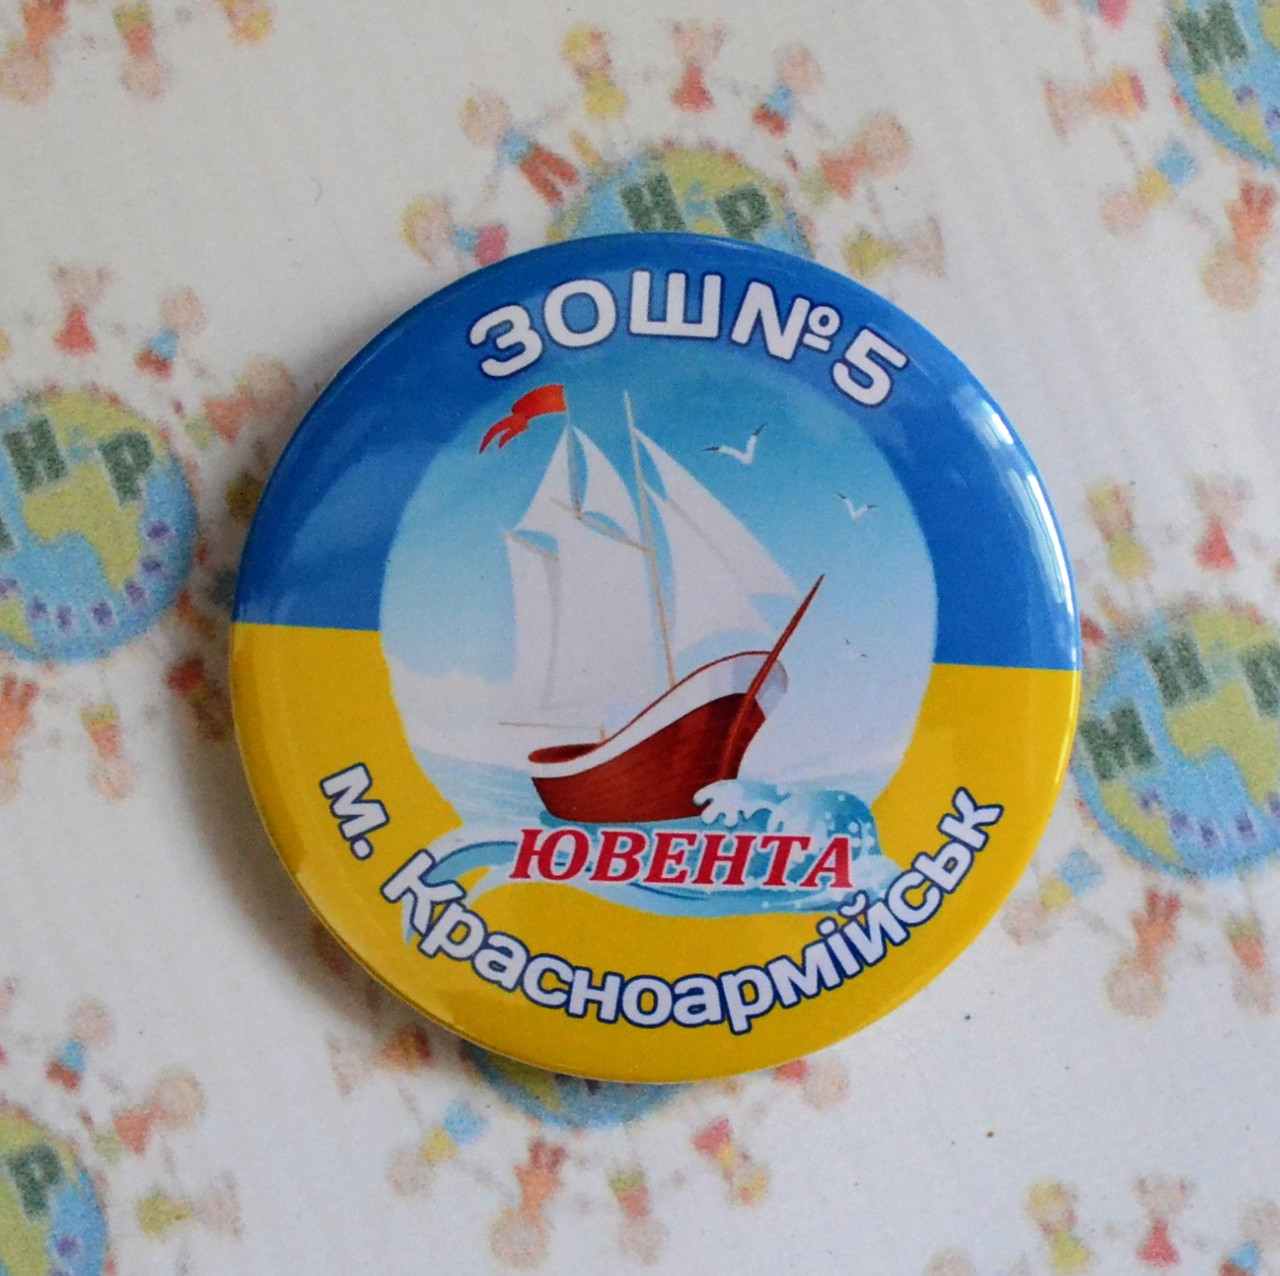 ЗОШ№5
ЮВЕНТА
м. Красноармійськ
Н Р
М
Н Р
М Н Р
Р